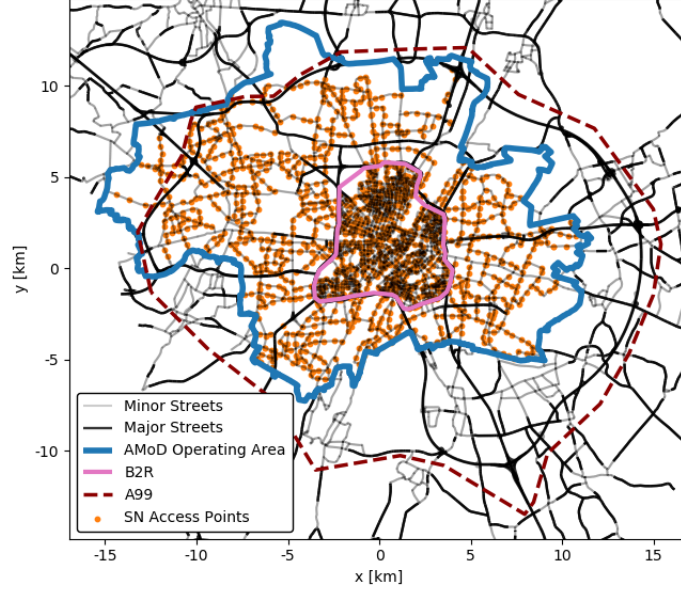 10
5
0
-5
-10
y [km]
Minor Streets
Major Streets
AMoD Operating Area
B2R
A99
SN Access Points
-15 -10 -5 0 5 10 15
x [km]